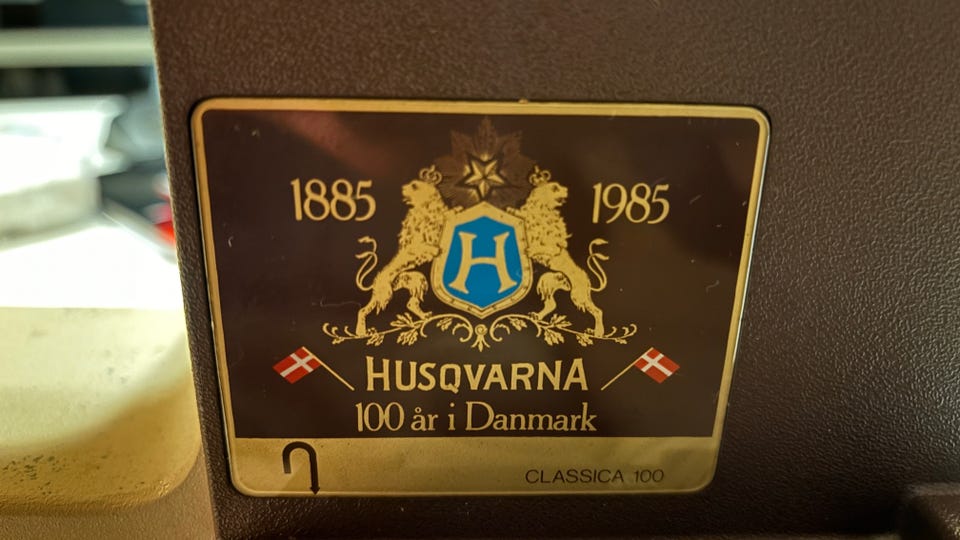 1885
1985
H
HUSQVARNA
100 år i Danmark
CLASSICA 100